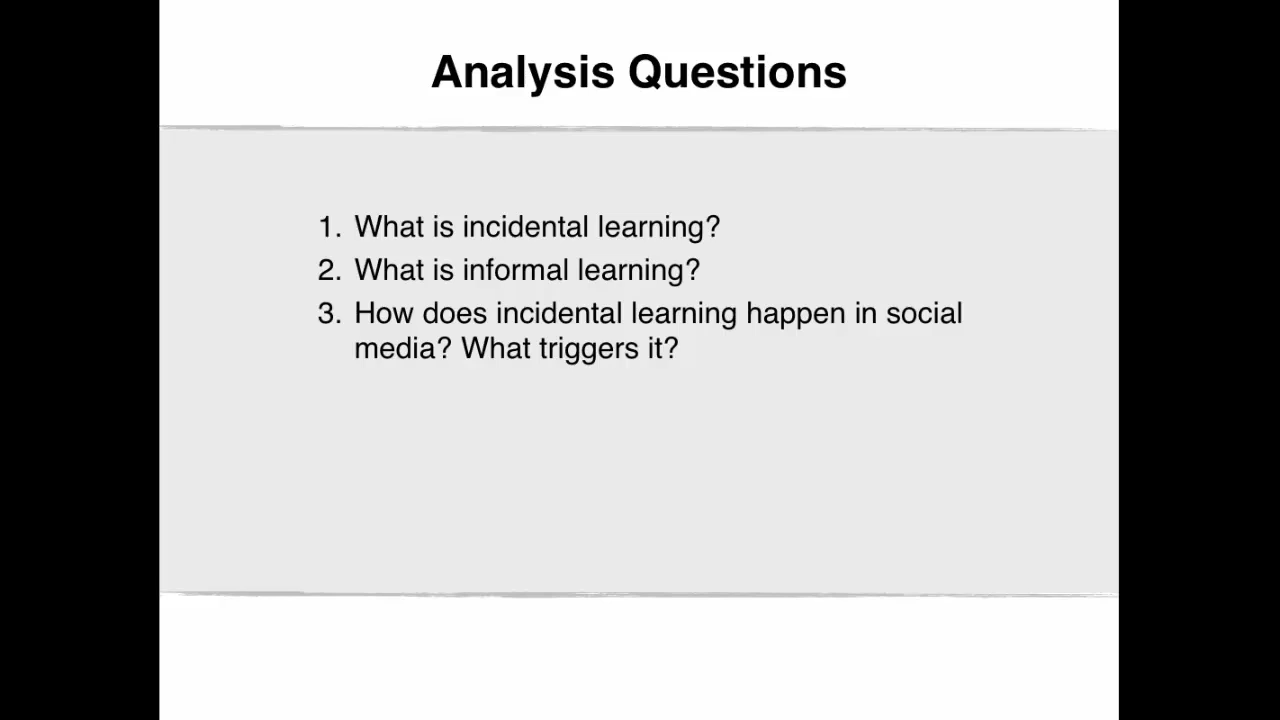 Analysis Questions
1. What is incidental learning?
2. What is informal learning?
3. How does incidental learning happen in social
media? What triggers it?